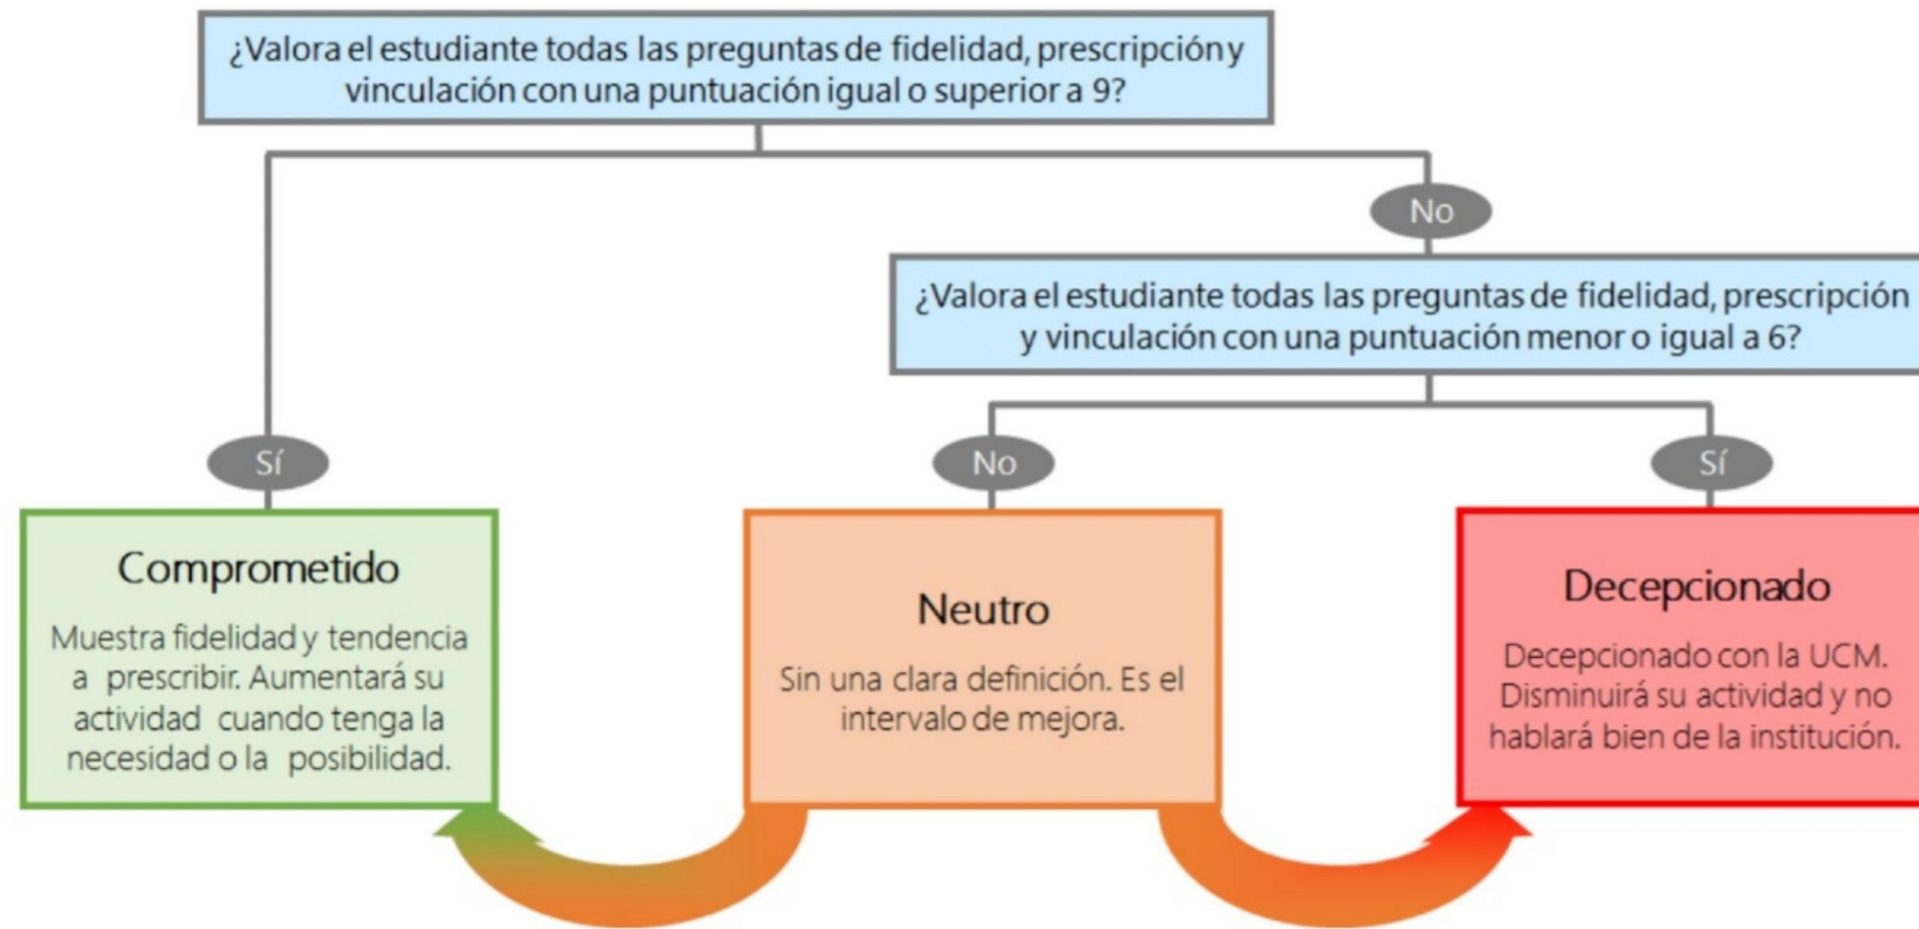 ¿Valora el estudiante todas las preguntas de fidelidad, prescripción y
vinculación con una puntuación igual o superior a 9?
No
¿Valora el estudiante todas las preguntas de fidelidad, prescripción
y vinculación con una puntuación menor o igual a 6?
Sí
No
Sí
Comprometido
Muestra fidelidad y tendencia
a prescribir. Aumentará su
actividad cuando tenga la
necesidad o la posibilidad.
Neutro
Sin una clara definición. Es el
intervalo de mejora.
Decepcionado
Decepcionado con la UCM.
Disminuirá su actividad y no
hablará bien de la institución.